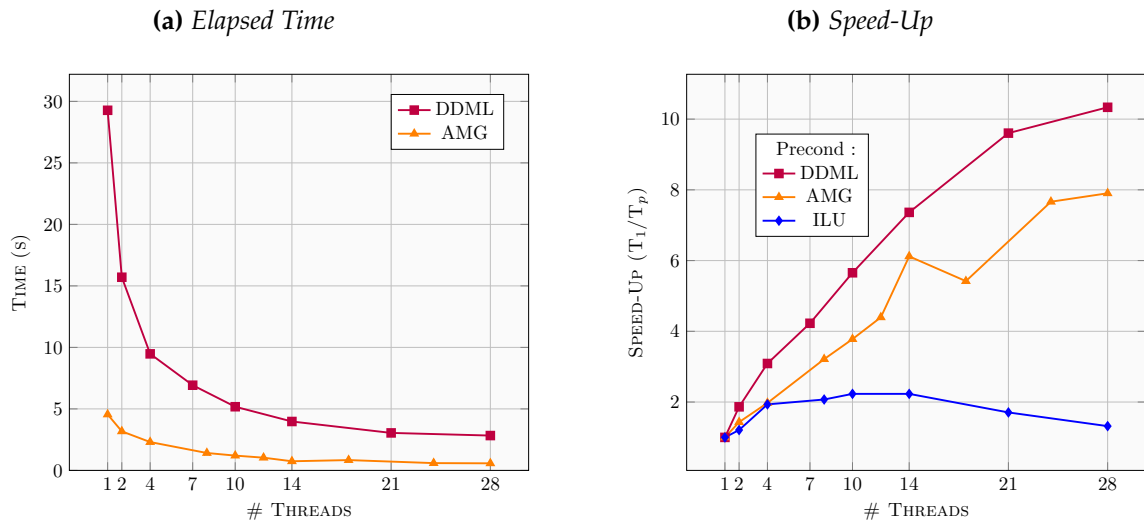 (a) Elapsed Time
30
25
20
15
10
5
0
TIME (s)
DDML
AMG
1 2 4 7 10 14 21 28
# THREADS
(b) Speed-Up
10
8
6
4
2
SPEED-UP (T1/Tp)
Precond :
DDML
AMG
ILU
1 2 4 7 10 14 21 28
# THREADS